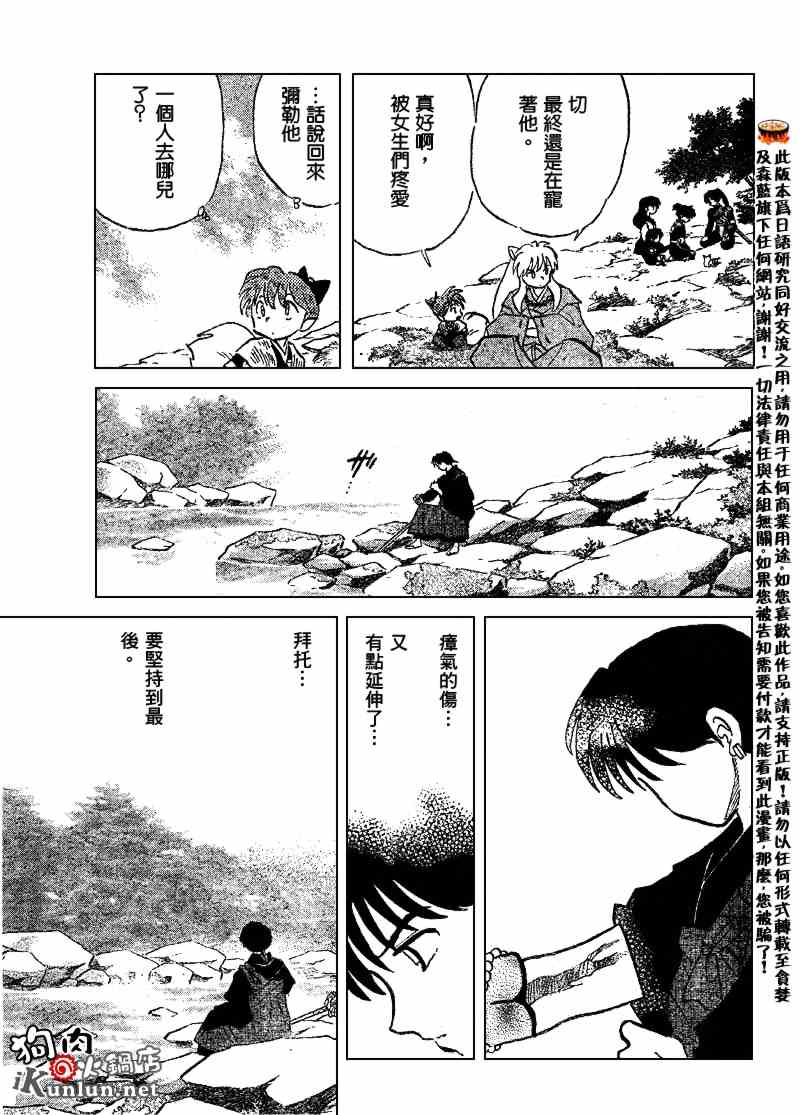 切
最終還是在寵
著他。
真好啊，
被女生們疼愛
…話說回來
彌勒他
一個人去哪兒
了？
瘴氣的傷…
又
有點延伸了…
拜托…
要堅持到最
後。
此版本爲日語研究同好交流之用，請勿用于任何商業用途。如您喜歡此作品，請支持正版！請勿以任何形式轉載至貪婪
及森藍旗下任何網站，謝謝！一切法律責任與本組無關。如果您被告知需要付款才能看到此漫畫，那麼，您被騙了！
狗肉
火鍋店
iKunlun.net